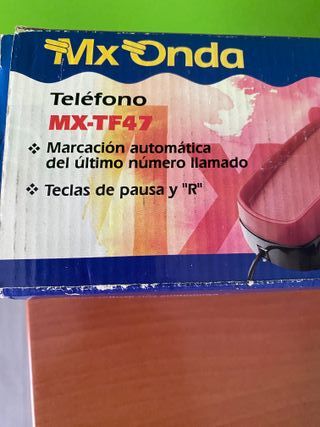 Mx Onda
Teléfono
MX-TF47
❖ Marcación automática
del último número llamado
❖ Teclas de pausa y "R"